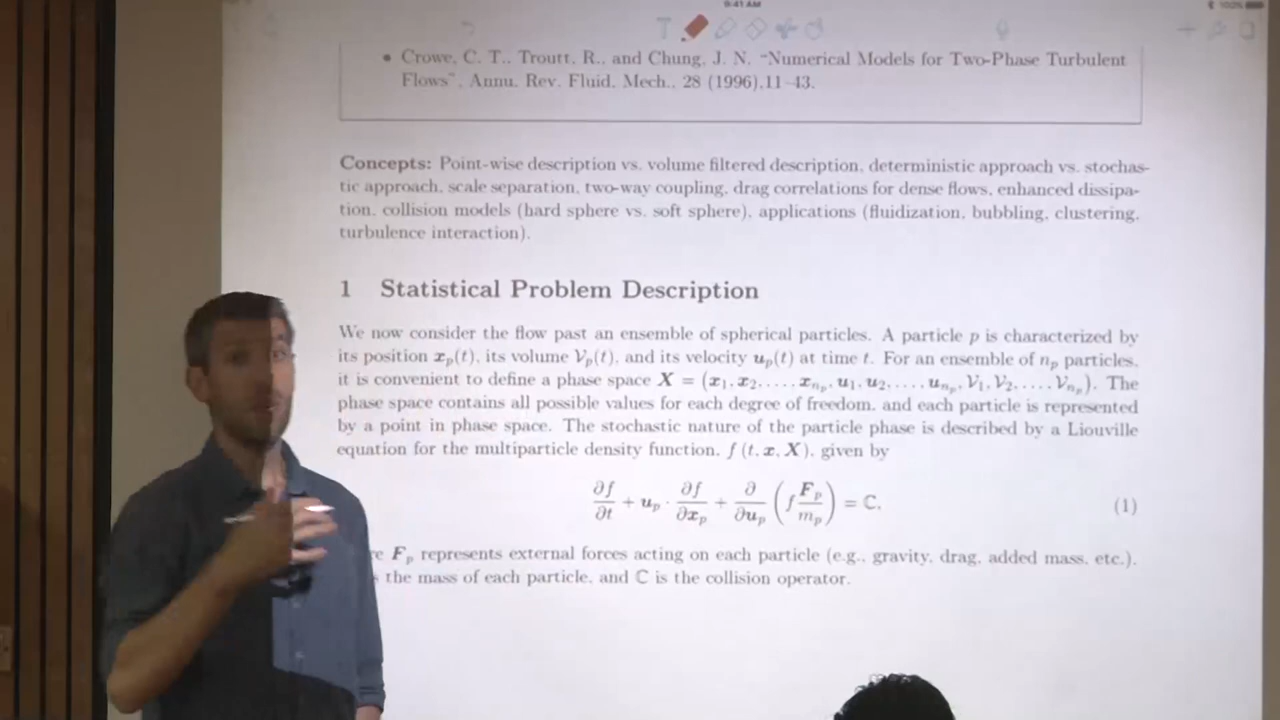 9:41 AM
100%
• Crowe, C. T., Troutt, R., and Chung, J. N. “Numerical Models for Two-Phase Turbulent
Flows”, Annu. Rev. Fluid. Mech., 28 (1996),11–43.
Concepts: Point-wise description vs. volume filtered description, deterministic approach vs. stochas-
tic approach, scale separation, two-way coupling, drag correlations for dense flows, enhanced dissipa-
tion, collision models (hard sphere vs. soft sphere), applications (fluidization, bubbling, clustering,
turbulence interaction).
1 Statistical Problem Description
We now consider the flow past an ensemble of spherical particles. A particle p is characterized by
its position x_p(t), its volume V_p(t), and its velocity u_p(t) at time t. For an ensemble of n_p particles,
it is convenient to define a phase space X = (x_1, x_2, . . . , x_{n_p}, u_1, u_2, . . . , u_{n_p}, V_1, V_2, . . . , V_{n_p}). The
phase space contains all possible values for each degree of freedom, and each particle is represented
by a point in phase space. The stochastic nature of the particle phase is described by a Liouville
equation for the multiparticle density function, f (t, x, X), given by
∂f/∂t + u_p · ∂f/∂x_p + ∂/∂u_p (f F_p/m_p) = ℂ, (1)
e F_p represents external forces acting on each particle (e.g., gravity, drag, added mass, etc.),
the mass of each particle, and ℂ is the collision operator.